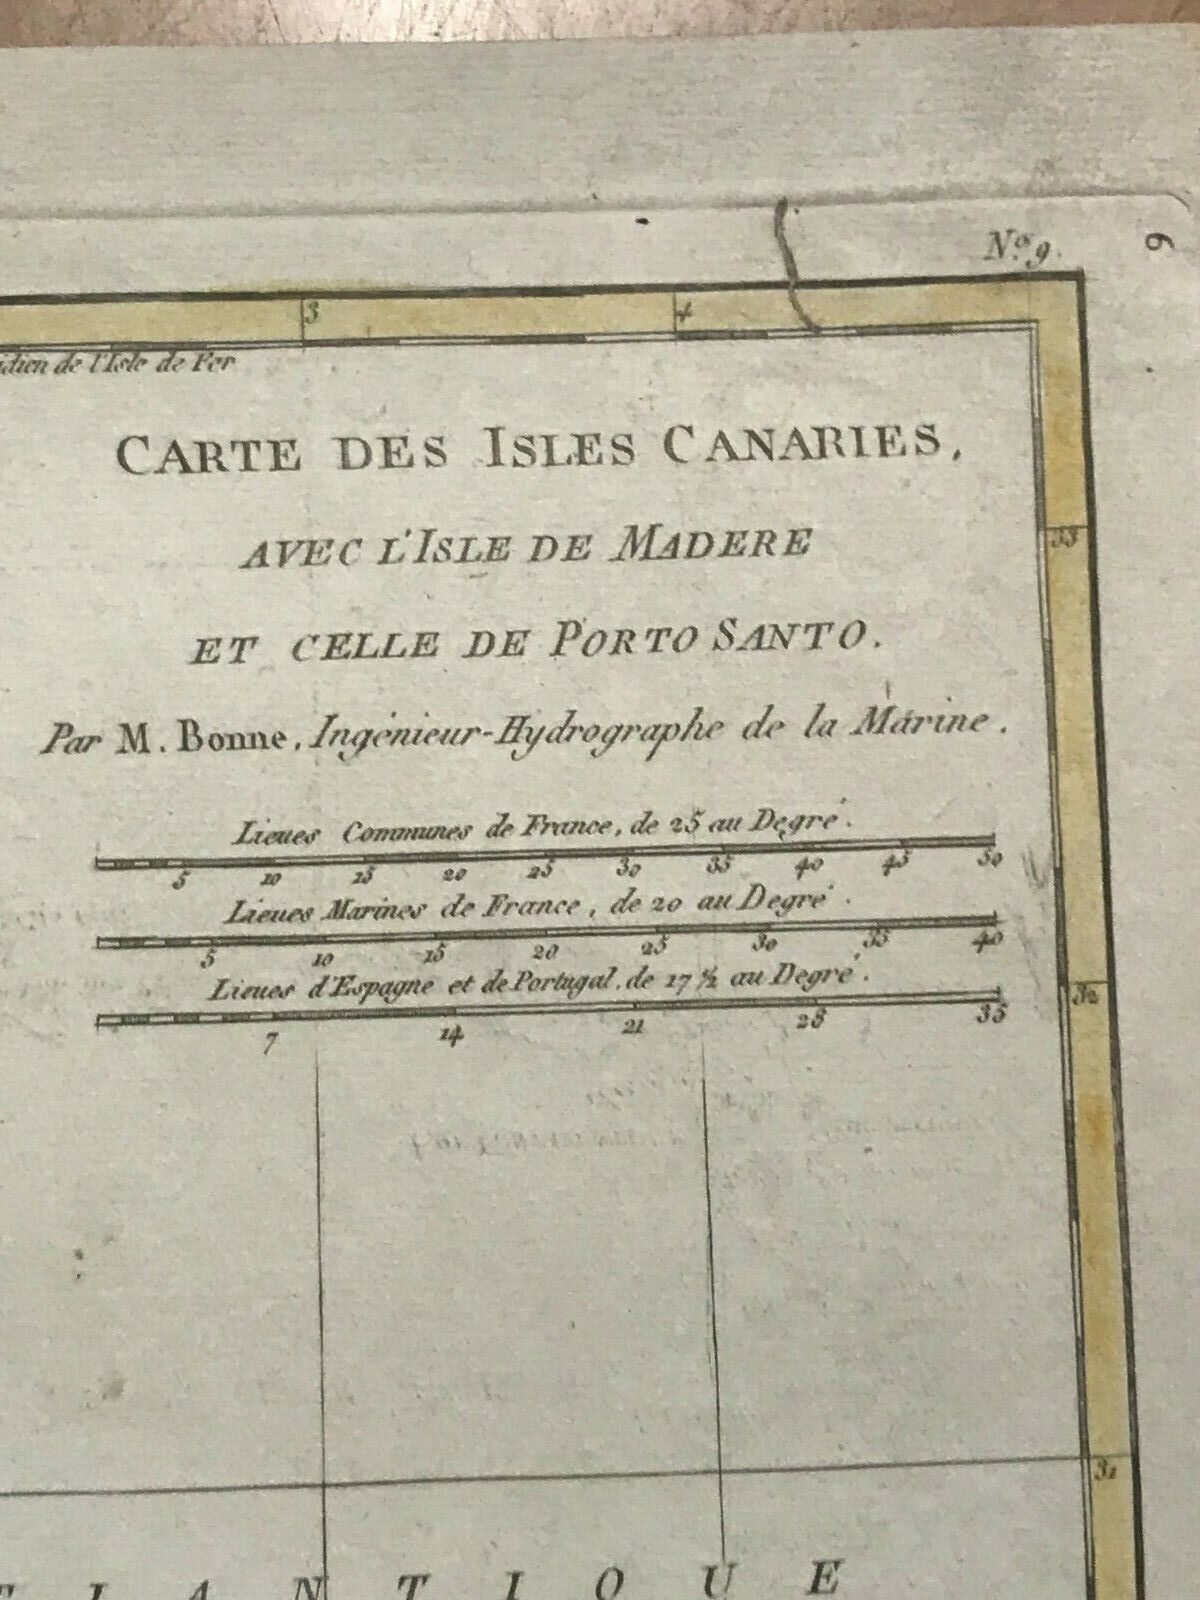 Nº. 9.
9
3 4
idien de l'Isle de Fer
CARTE DES ISLES CANARIES,
AVEC L'ISLE DE MADERE
33
ET CELLE DE PORTO SANTO.
Par M. Bonne, Ingénieur-Hydrographe de la Marine.
Lieues Communes de France, de 25 au Degré.
5 10 15 20 25 30 35 40 45 50
Lieues Marines de France, de 20 au Degré.
5 10 15 20 25 30 35 40
Lieues d'Espagne et de Portugal, de 17 ½ au Degré.
32
7 14 21 28 35
31
LANTIQUE